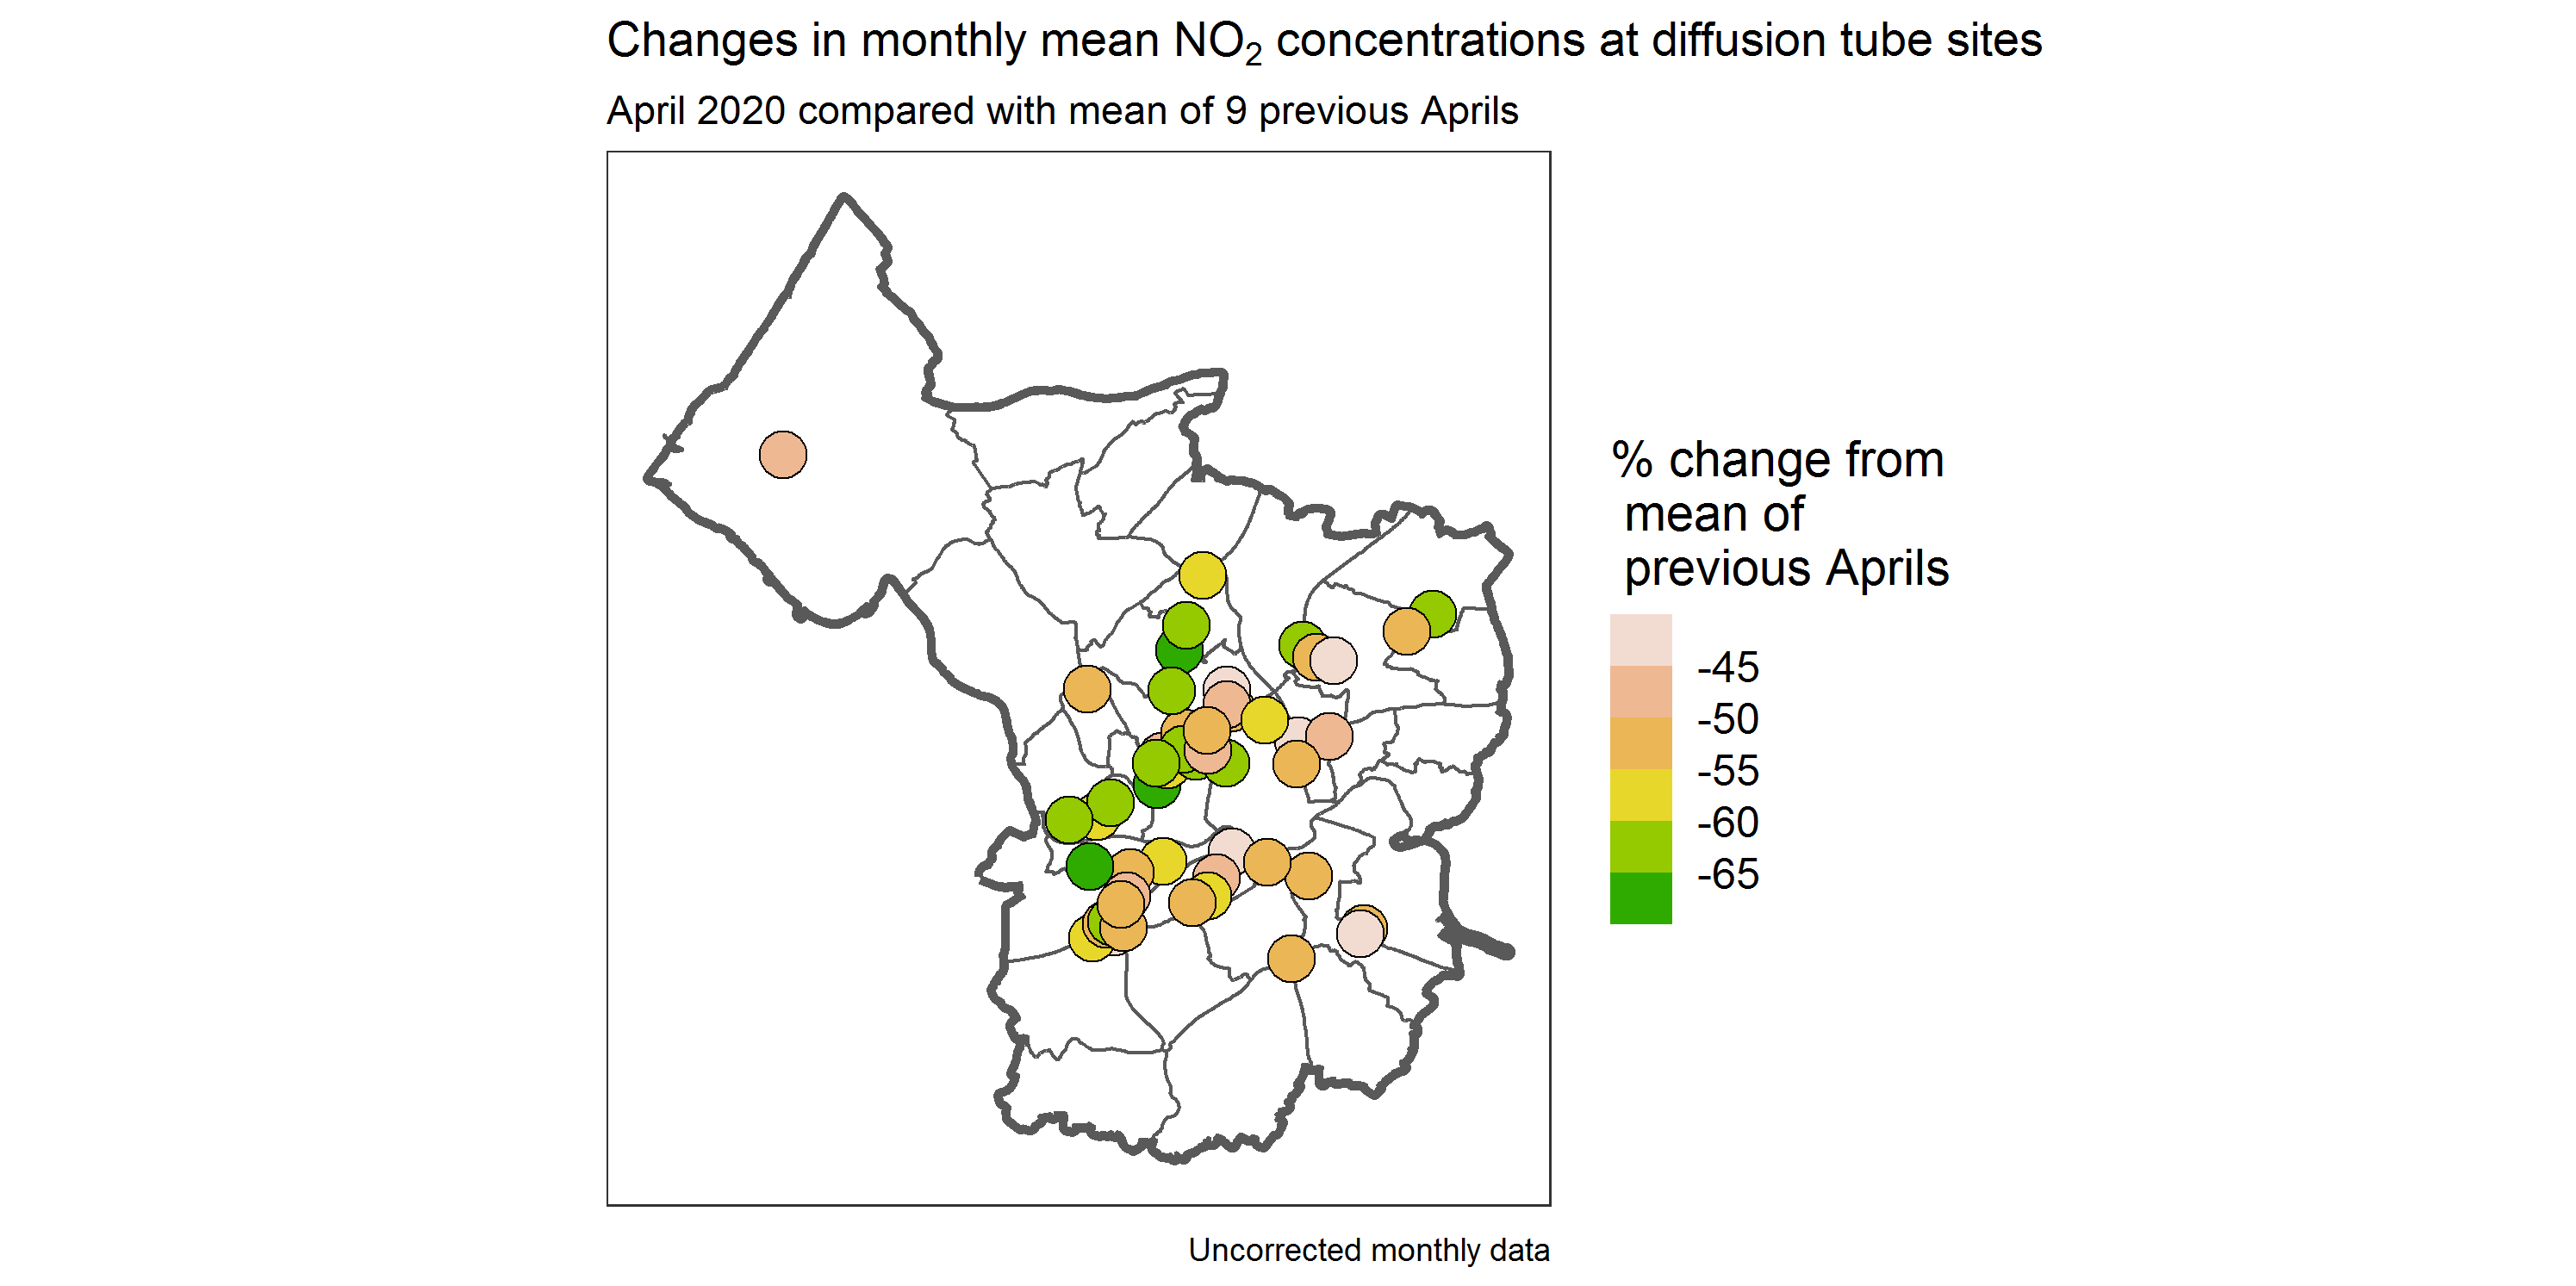 Changes in monthly mean NO₂ concentrations at diffusion tube sites
April 2020 compared with mean of 9 previous Aprils
% change from
mean of
previous Aprils
-45
-50
-55
-60
-65
Uncorrected monthly data